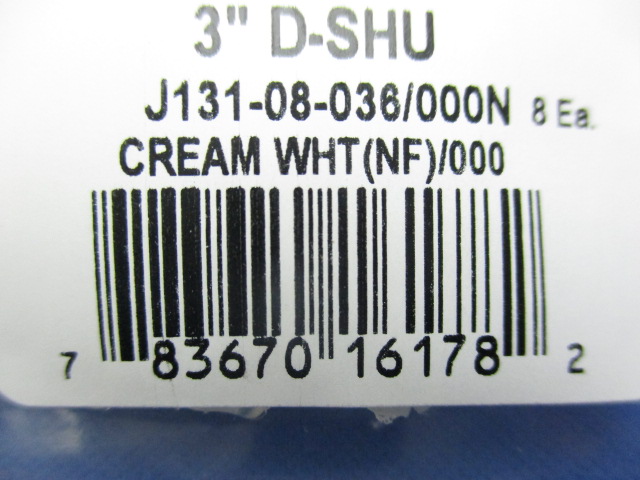 3" D-SHU
J131-08-036/000N 8 Ea.
CREAM WHT(NF)/000
7 83670 16178 2